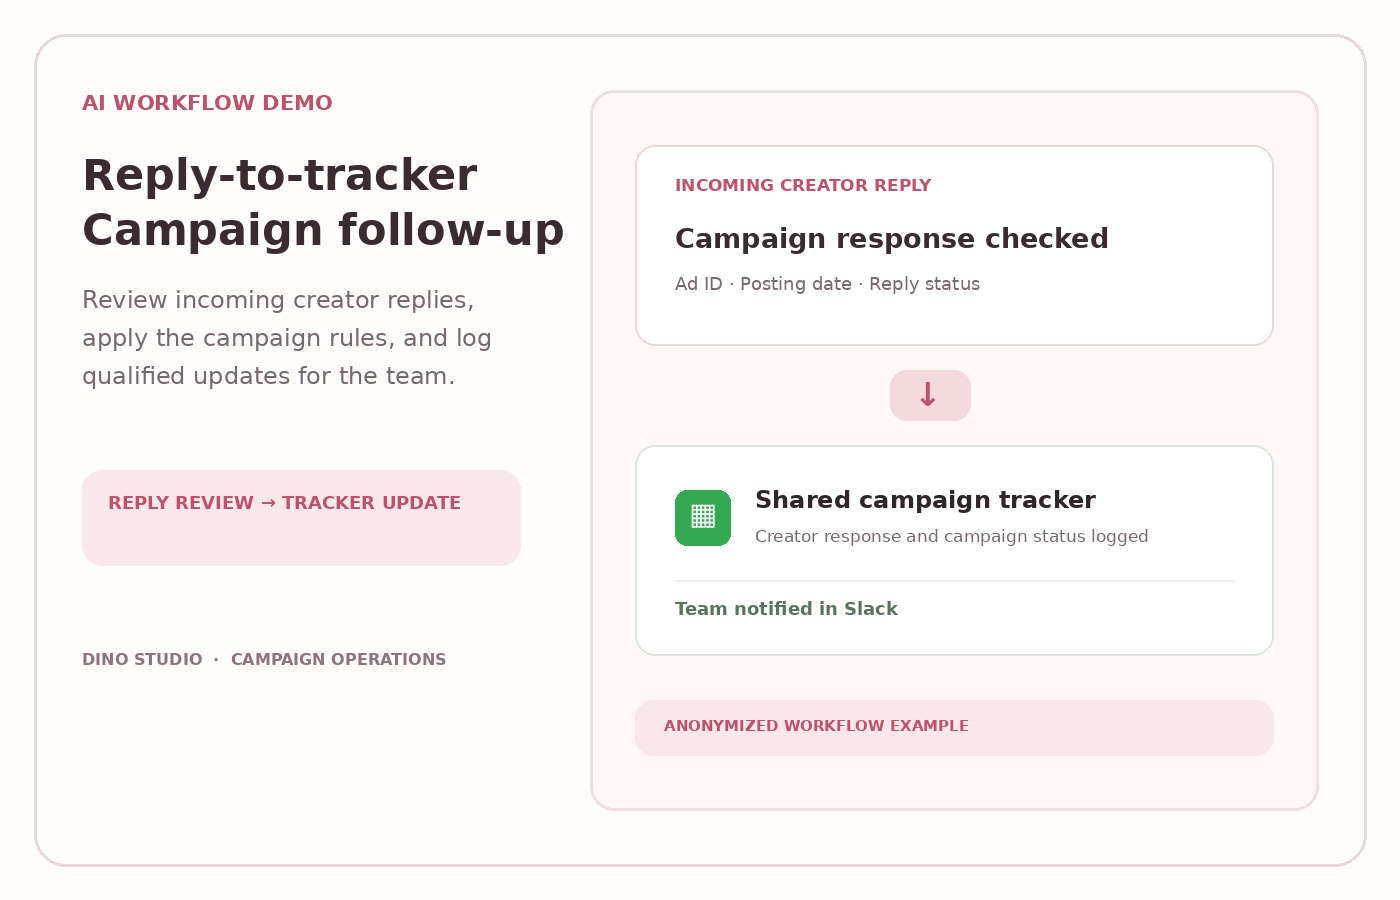 AI WORKFLOW DEMO
Reply-to-tracker
Campaign follow-up
Review incoming creator replies,
apply the campaign rules, and log
qualified updates for the team.
REPLY REVIEW → TRACKER UPDATE
DINO STUDIO · CAMPAIGN OPERATIONS
INCOMING CREATOR REPLY
Campaign response checked
Ad ID · Posting date · Reply status
↓
Shared campaign tracker
Creator response and campaign status logged
Team notified in Slack
ANONYMIZED WORKFLOW EXAMPLE